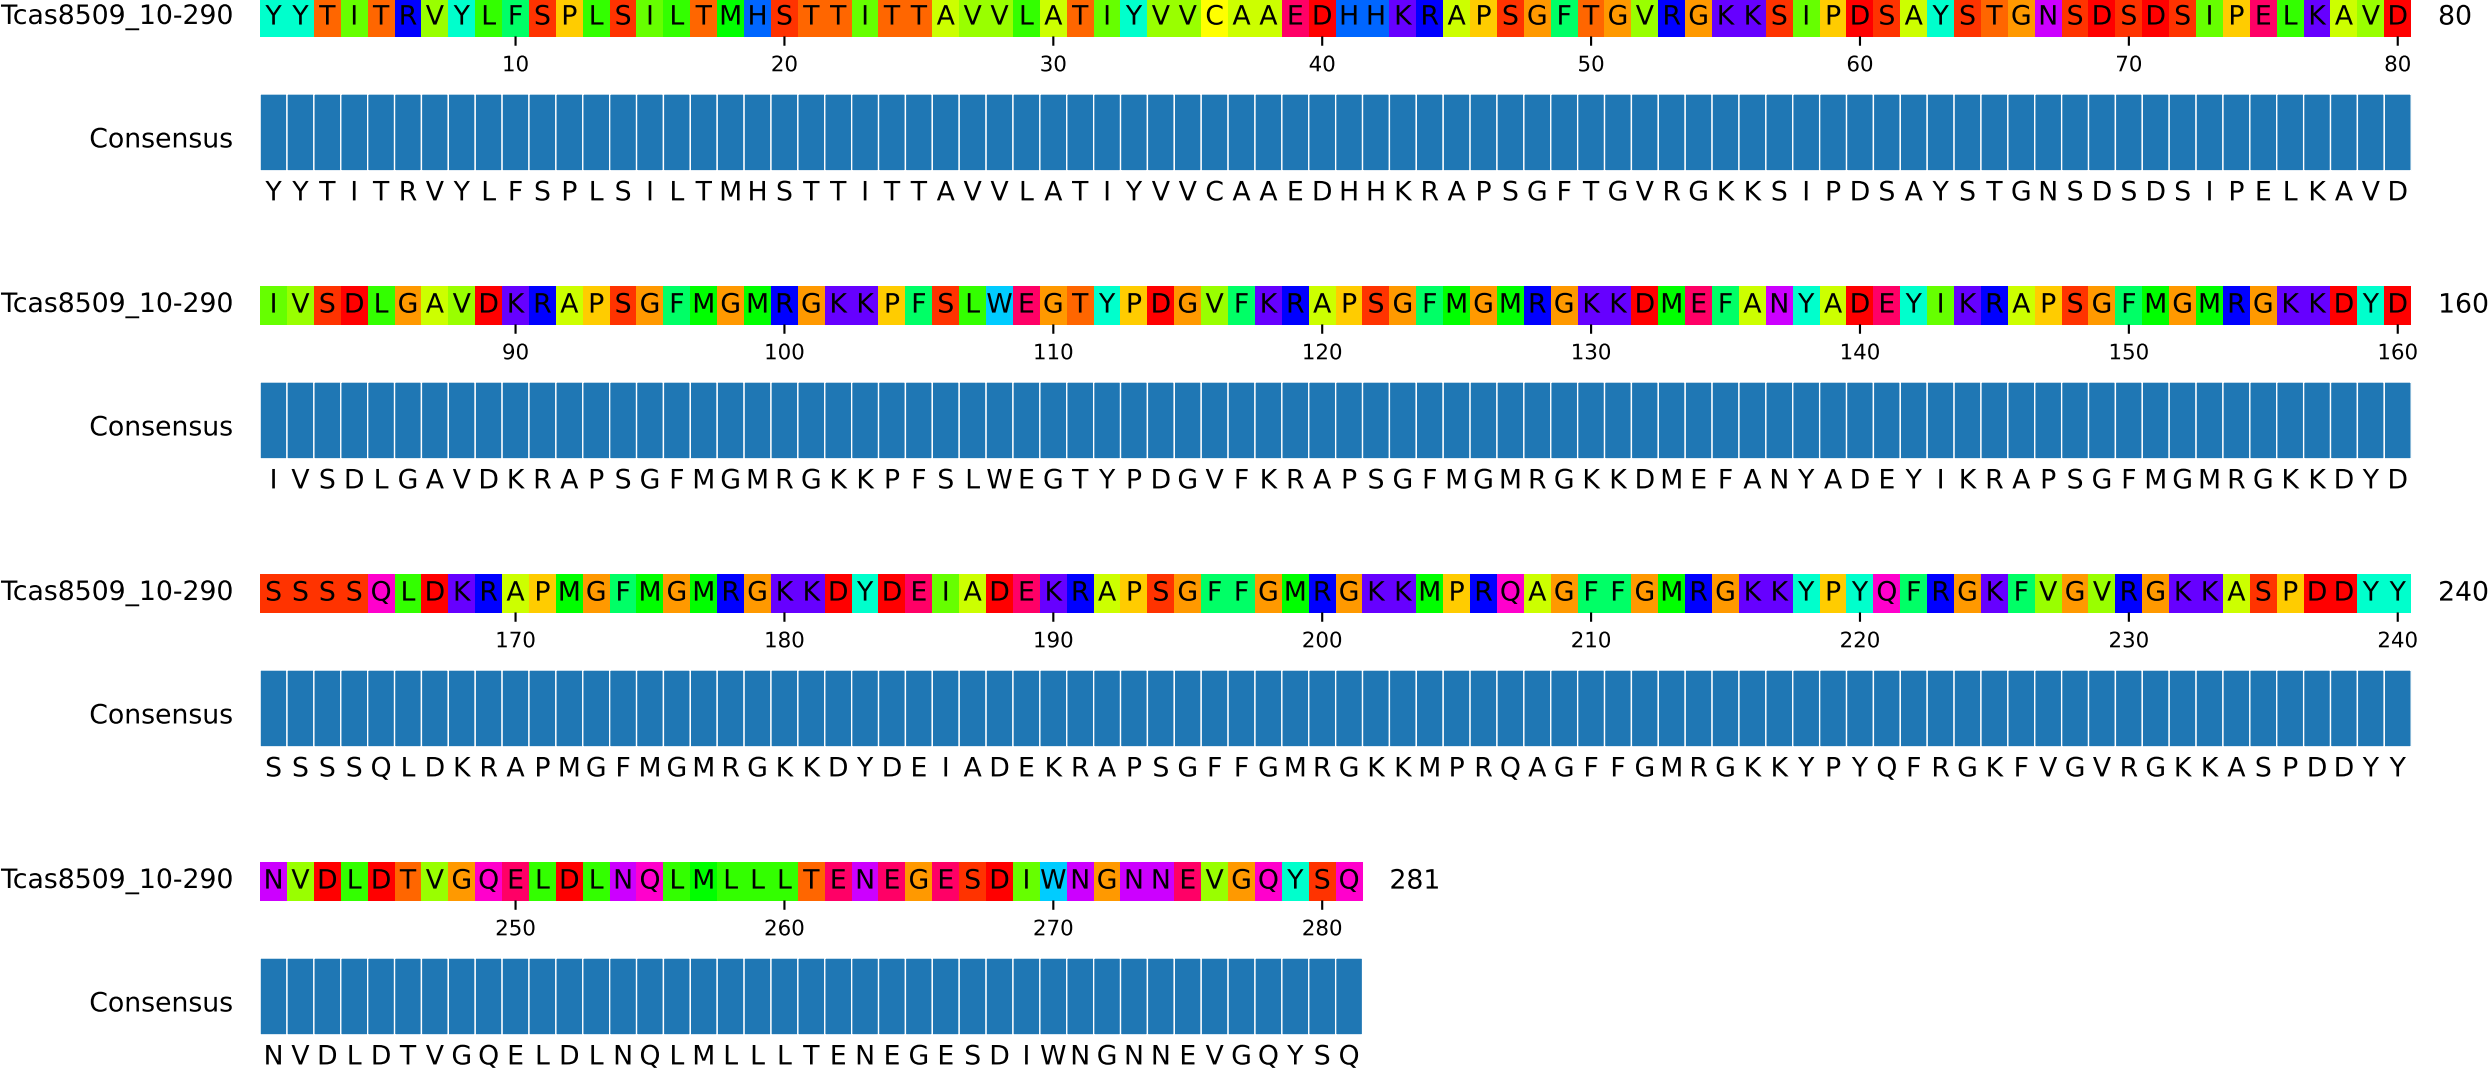 Tcas8509_10-290 YYTITRVYLFSPLSILTMHSTTITTAVVLATIYVVCAAEDHHKRAPSGFTGVRGKKSIPDSAYSTGNSDSDSIPELKAVD 80
10 20 30 40 50 60 70 80
Consensus
YYTITRVYLFSPLSILTMHSTTITTAVVLATIYVVCAAEDHHKRAPSGFTGVRGKKSIPDSAYSTGNSDSDSIPELKAVD
Tcas8509_10-290 IVSDLGAVDKRAPSGFMGMRGKKPFSLWEGTYPDGVFKRAPSGFMGMRGKKDMEFANYADEYIKRAPSGFMGMRGKKDYD 160
90 100 110 120 130 140 150 160
Consensus
IVSDLGAVDKRAPSGFMGMRGKKPFSLWEGTYPDGVFKRAPSGFMGMRGKKDMEFANYADEYIKRAPSGFMGMRGKKDYD
Tcas8509_10-290 SSSSQLDKRAPMGFMGMRGKKDYDEIADEKRAPSGFFGMRGKKMPRQAGFFGMRGKKYPYQFRGKFVGVRGKKASPDDYY 240
170 180 190 200 210 220 230 240
Consensus
SSSSQLDKRAPMGFMGMRGKKDYDEIADEKRAPSGFFGMRGKKMPRQAGFFGMRGKKYPYQFRGKFVGVRGKKASPDDYY
Tcas8509_10-290 NVDLDTVGQELDLNQLMLLLTENEGESDIWNGNNEVGQYSQ 281
250 260 270 280
Consensus
NVDLDTVGQELDLNQLMLLLTENEGESDIWNGNNEVGQYSQ